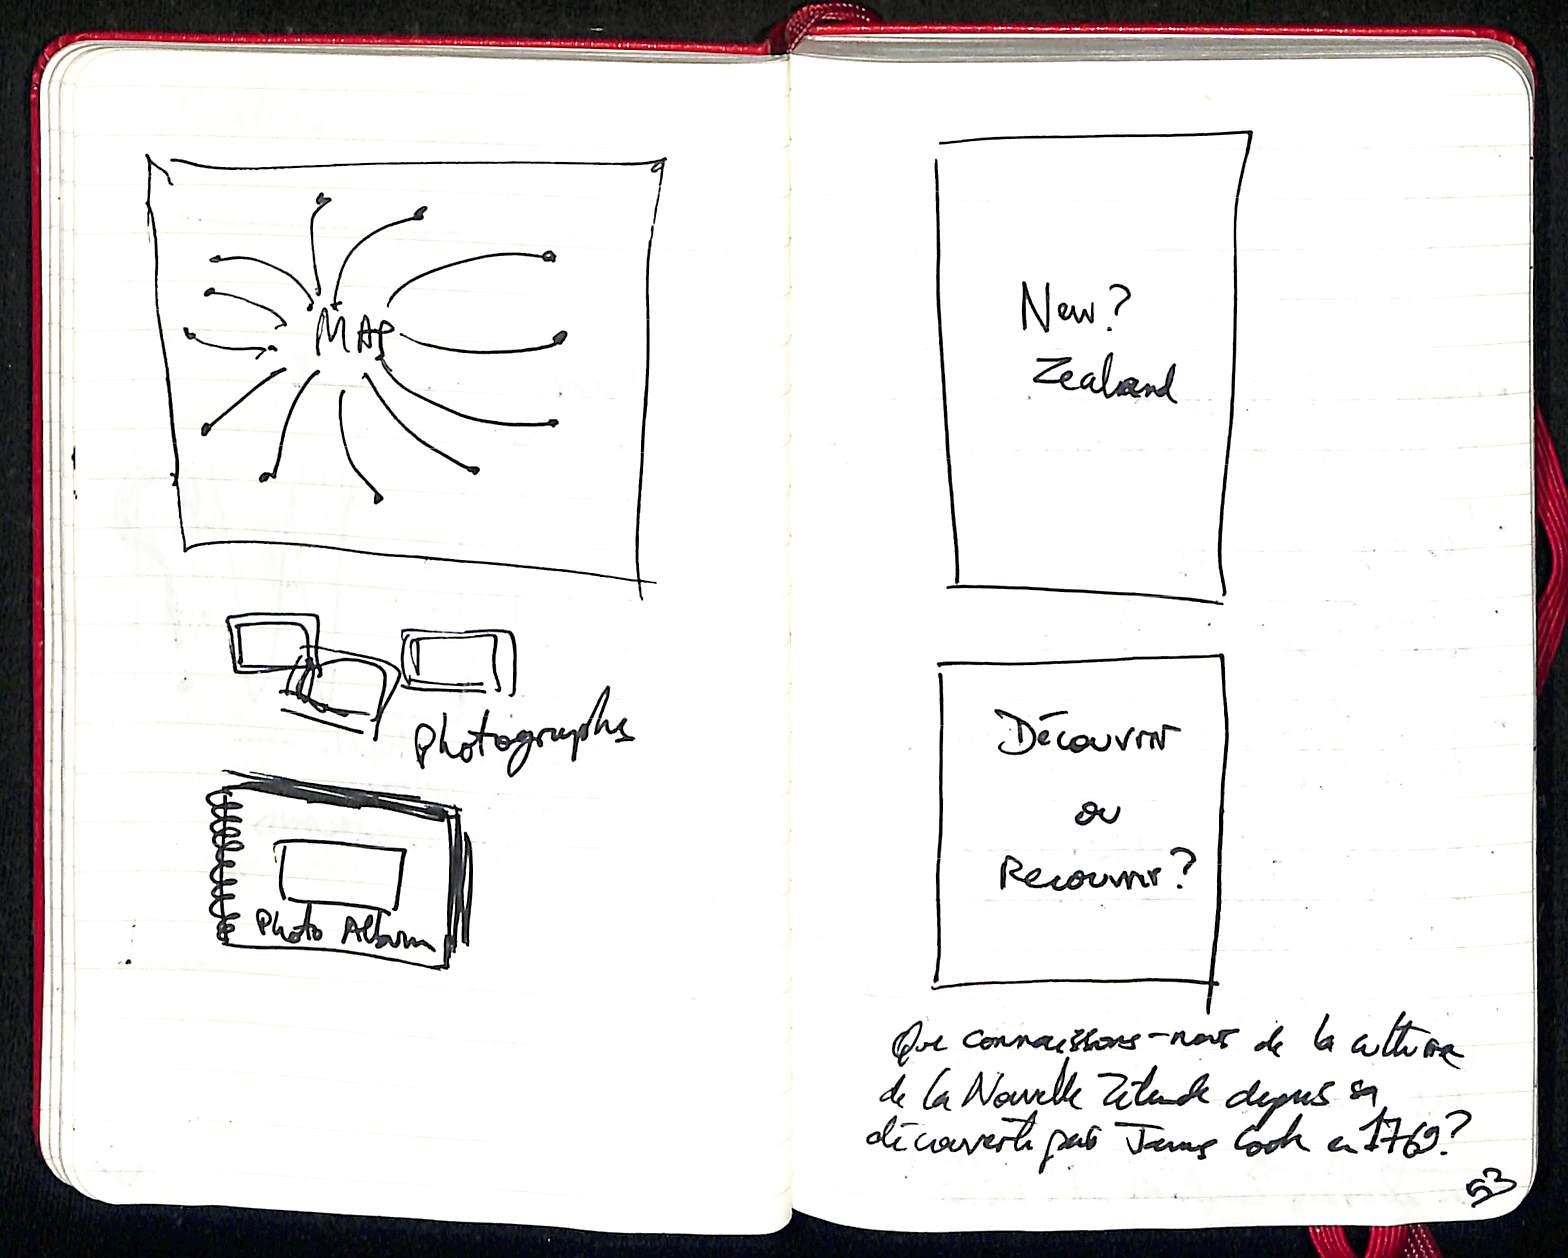 MAP
Photographs
Photo Album
New?
Zealand
Découvrir
ou
Recouvrir?
Que connaissons-nous de la culture
de la Nouvelle Zélande depuis sa
découverte par James Cook en 1769?
53